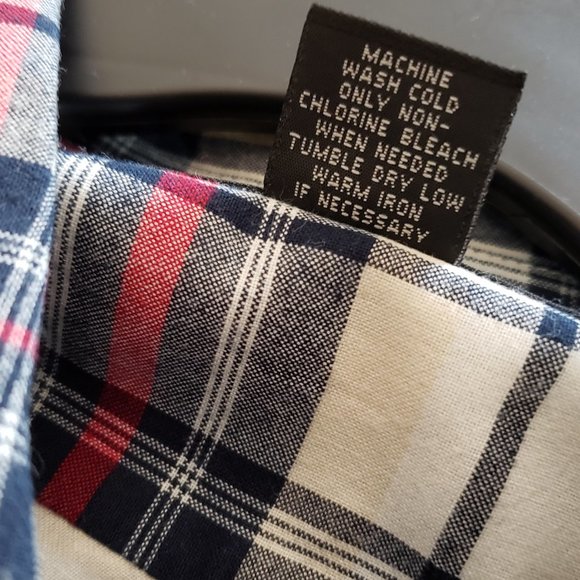 MACHINE
WASH COLD
ONLY NON-
CHLORINE BLEACH
WHEN NEEDED
TUMBLE DRY LOW
WARM IRON
IF NECESSARY